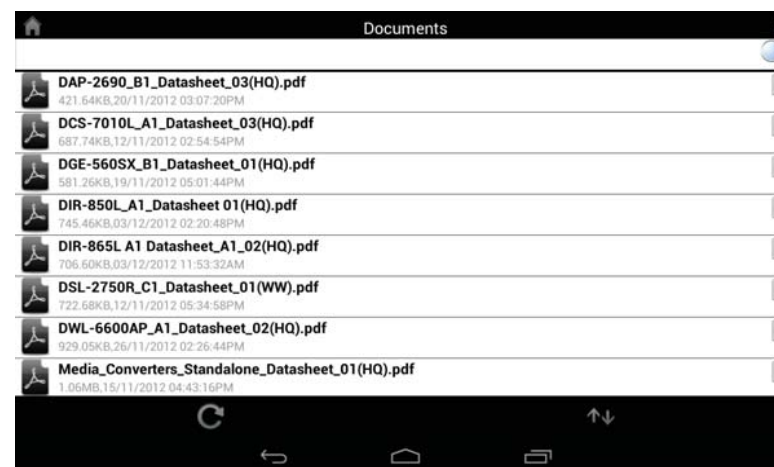 Documents
DAP-2690_B1_Datasheet_03(HQ).pdf
421.64KB,20/11/2012 03:07:20PM
DCS-7010L_A1_Datasheet_03(HQ).pdf
687.74KB,12/11/2012 02:54:54PM
DGE-560SX_B1_Datasheet_01(HQ).pdf
581.26KB,19/11/2012 05:01:44PM
DIR-850L_A1_Datasheet 01(HQ).pdf
745.46KB,03/12/2012 02:20:48PM
DIR-865L A1 Datasheet_A1_02(HQ).pdf
706.60KB,03/12/2012 11:53:32AM
DSL-2750R_C1_Datasheet_01(WW).pdf
722.68KB,12/11/2012 05:34:58PM
DWL-6600AP_A1_Datasheet_02(HQ).pdf
929.05KB,26/11/2012 02:26:44PM
Media_Converters_Standalone_Datasheet_01(HQ).pdf
1.06MB,15/11/2012 04:43:16PM